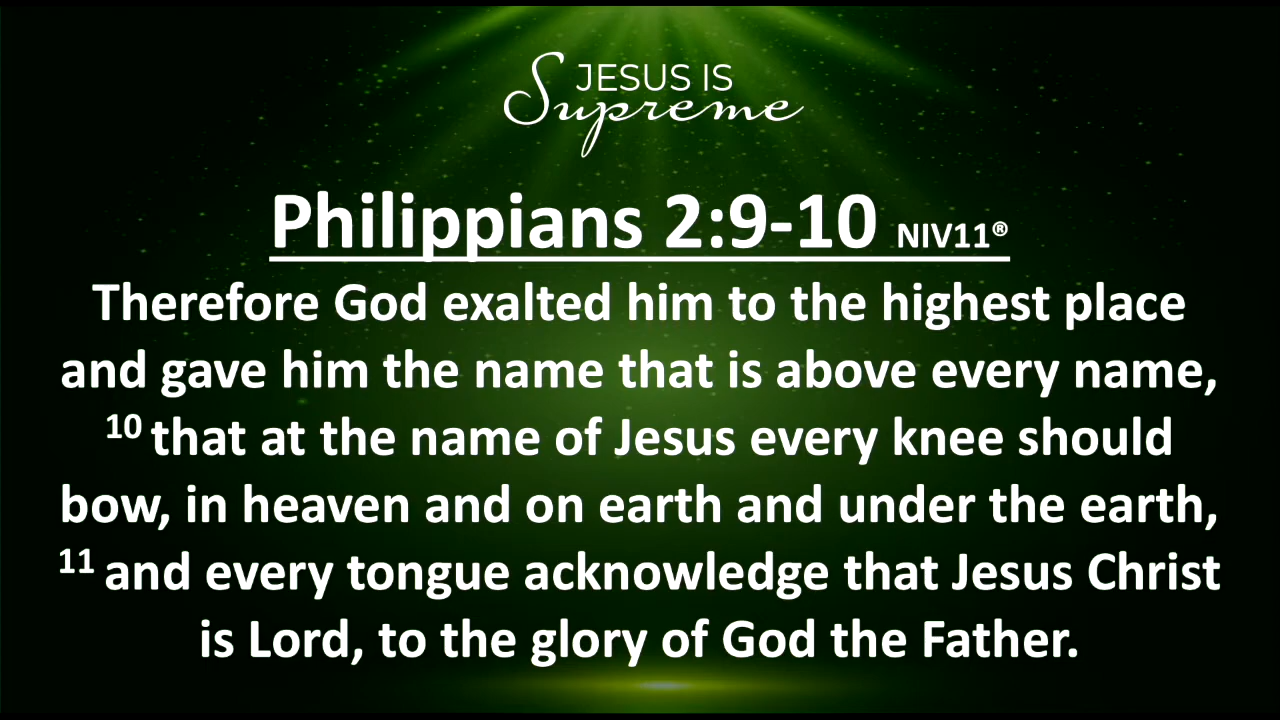 JESUS IS
Supreme
Philippians 2:9-10 NIV11®
Therefore God exalted him to the highest place
and gave him the name that is above every name,
10 that at the name of Jesus every knee should
bow, in heaven and on earth and under the earth,
11 and every tongue acknowledge that Jesus Christ
is Lord, to the glory of God the Father.